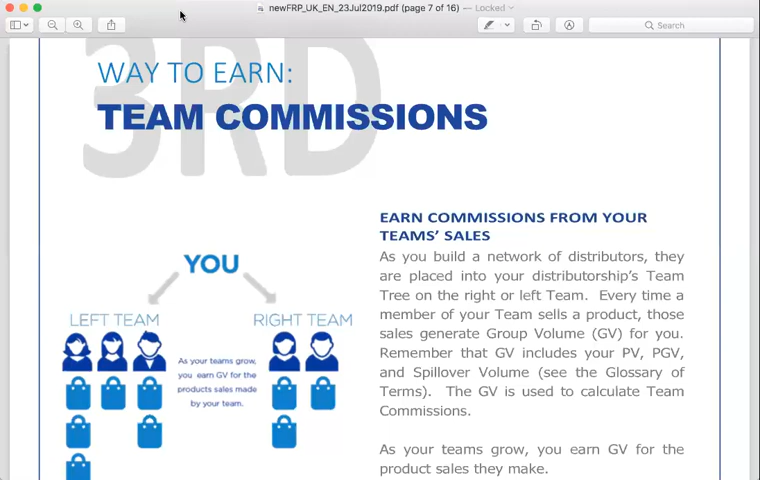 newFRP_UK_EN_23Jul2019.pdf (page 7 of 16) — Locked
Search
3RD
WAY TO EARN:
TEAM COMMISSIONS
YOU
LEFT TEAM
RIGHT TEAM
As your teams grow,
you earn GV for the
products sales made
by your team.
EARN COMMISSIONS FROM YOUR
TEAMS' SALES
As you build a network of distributors, they
are placed into your distributorship's Team
Tree on the right or left Team. Every time a
member of your Team sells a product, those
sales generate Group Volume (GV) for you.
Remember that GV includes your PV, PGV,
and Spillover Volume (see the Glossary of
Terms). The GV is used to calculate Team
Commissions.
As your teams grow, you earn GV for the
product sales they make.